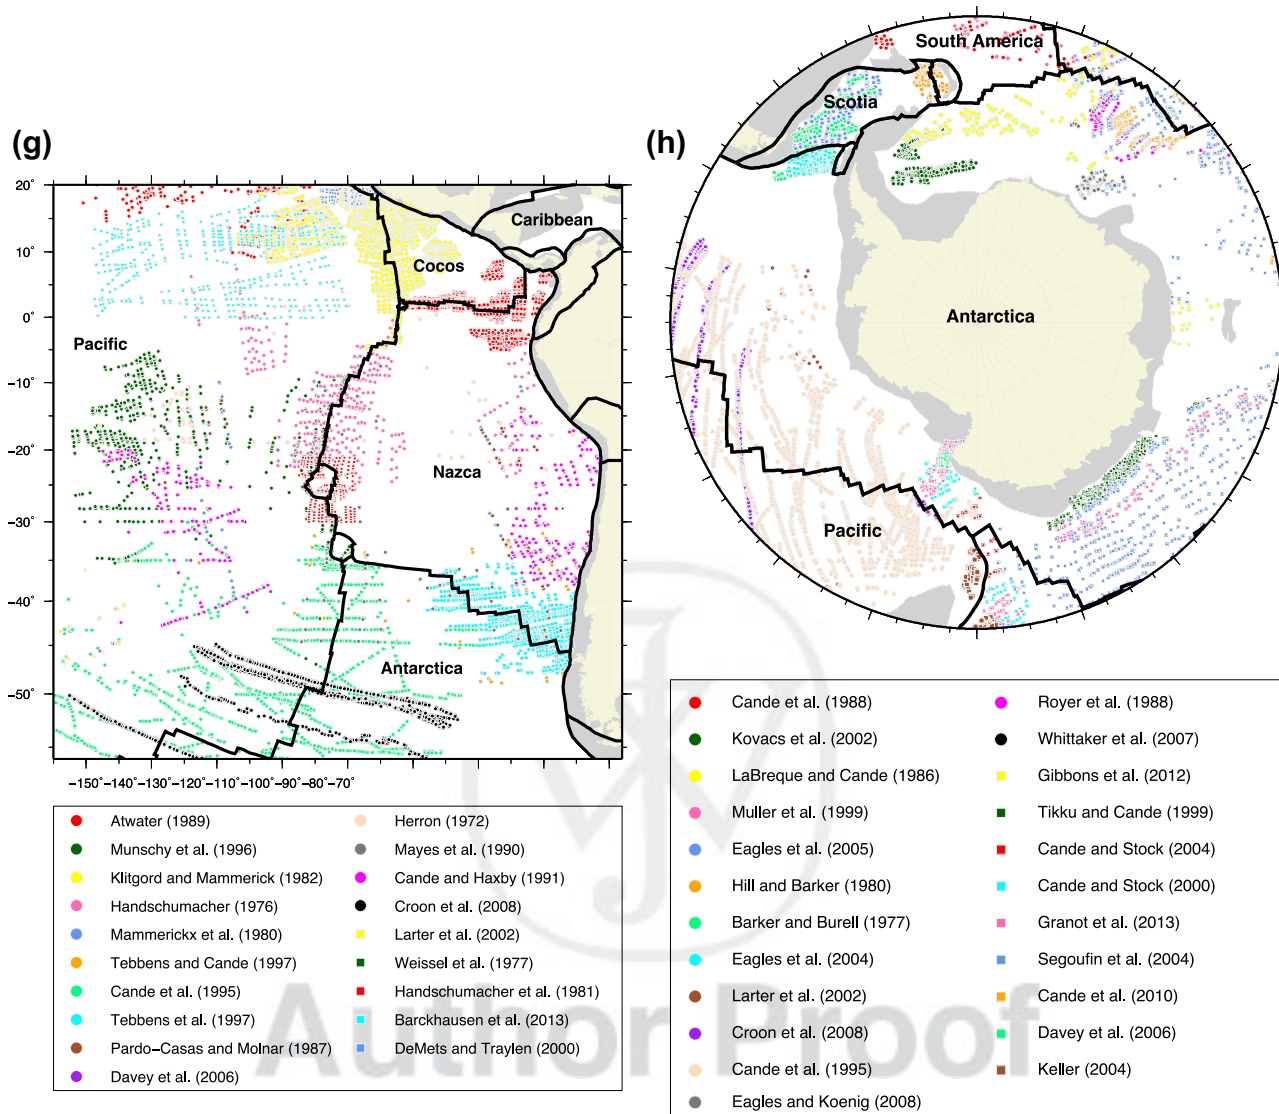 (g)
20°
10°
0°
−10°
−20°
−30°
−40°
−50°
−150°
−140°
−130°
−120°
−110°
−100°
−90°
−80°
−70°
Caribbean
Cocos
Pacific
Nazca
Antarctica
Atwater (1989)
Munschy et al. (1996)
Klitgord and Mammerick (1982)
Handschumacher (1976)
Mammerickx et al. (1980)
Tebbens and Cande (1997)
Cande et al. (1995)
Tebbens et al. (1997)
Pardo−Casas and Molnar (1987)
Davey et al. (2006)
Herron (1972)
Mayes et al. (1990)
Cande and Haxby (1991)
Croon et al. (2008)
Larter et al. (2002)
Weissel et al. (1977)
Handschumacher et al. (1981)
Barckhausen et al. (2013)
DeMets and Traylen (2000)
(h)
South America
Scotia
Antarctica
Pacific
Cande et al. (1988)
Kovacs et al. (2002)
LaBreque and Cande (1986)
Muller et al. (1999)
Eagles et al. (2005)
Hill and Barker (1980)
Barker and Burell (1977)
Eagles et al. (2004)
Larter et al. (2002)
Croon et al. (2008)
Cande et al. (1995)
Eagles and Koenig (2008)
Royer et al. (1988)
Whittaker et al. (2007)
Gibbons et al. (2012)
Tikku and Cande (1999)
Cande and Stock (2004)
Cande and Stock (2000)
Granot et al. (2013)
Segoufin et al. (2004)
Cande et al. (2010)
Davey et al. (2006)
Keller (2004)
Author Proof